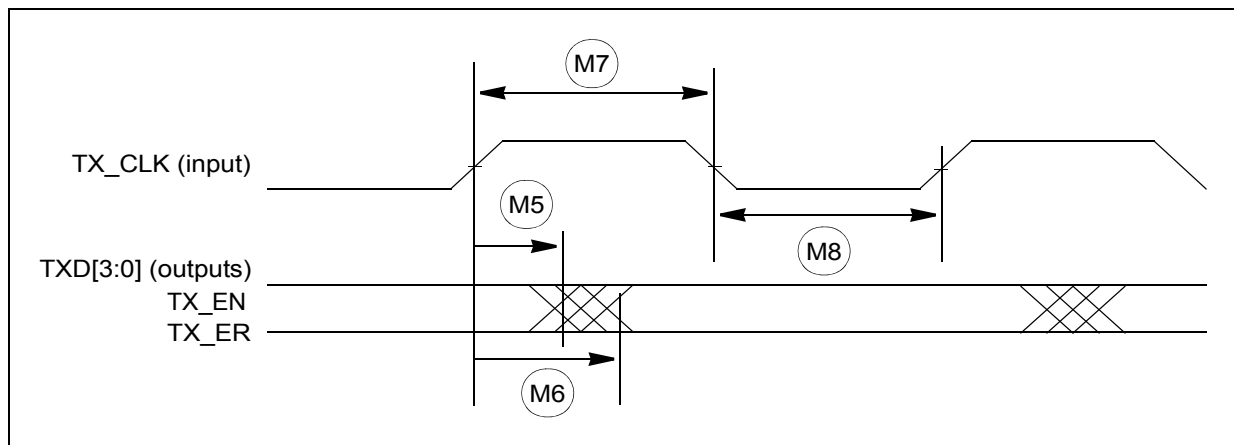 M7
TX_CLK (input)
M5
M8
TXD[3:0] (outputs)
TX_EN
TX_ER
M6